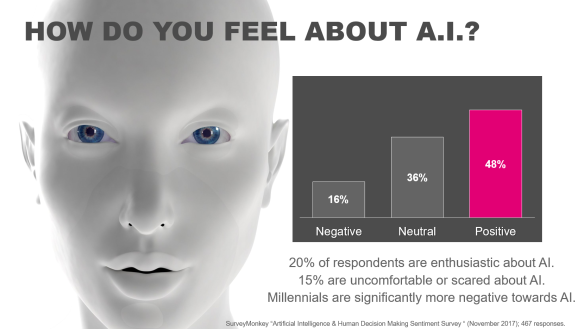 HOW DO YOU FEEL ABOUT A.I.?
16%
36%
48%
Negative
Neutral
Positive
20% of respondents are enthusiastic about AI.
15% are uncomfortable or scared about AI.
Millennials are significantly more negative towards AI.
SurveyMonkey "Artificial Intelligence & Human Decision Making Sentiment Survey " (November 2017); 467 responses.